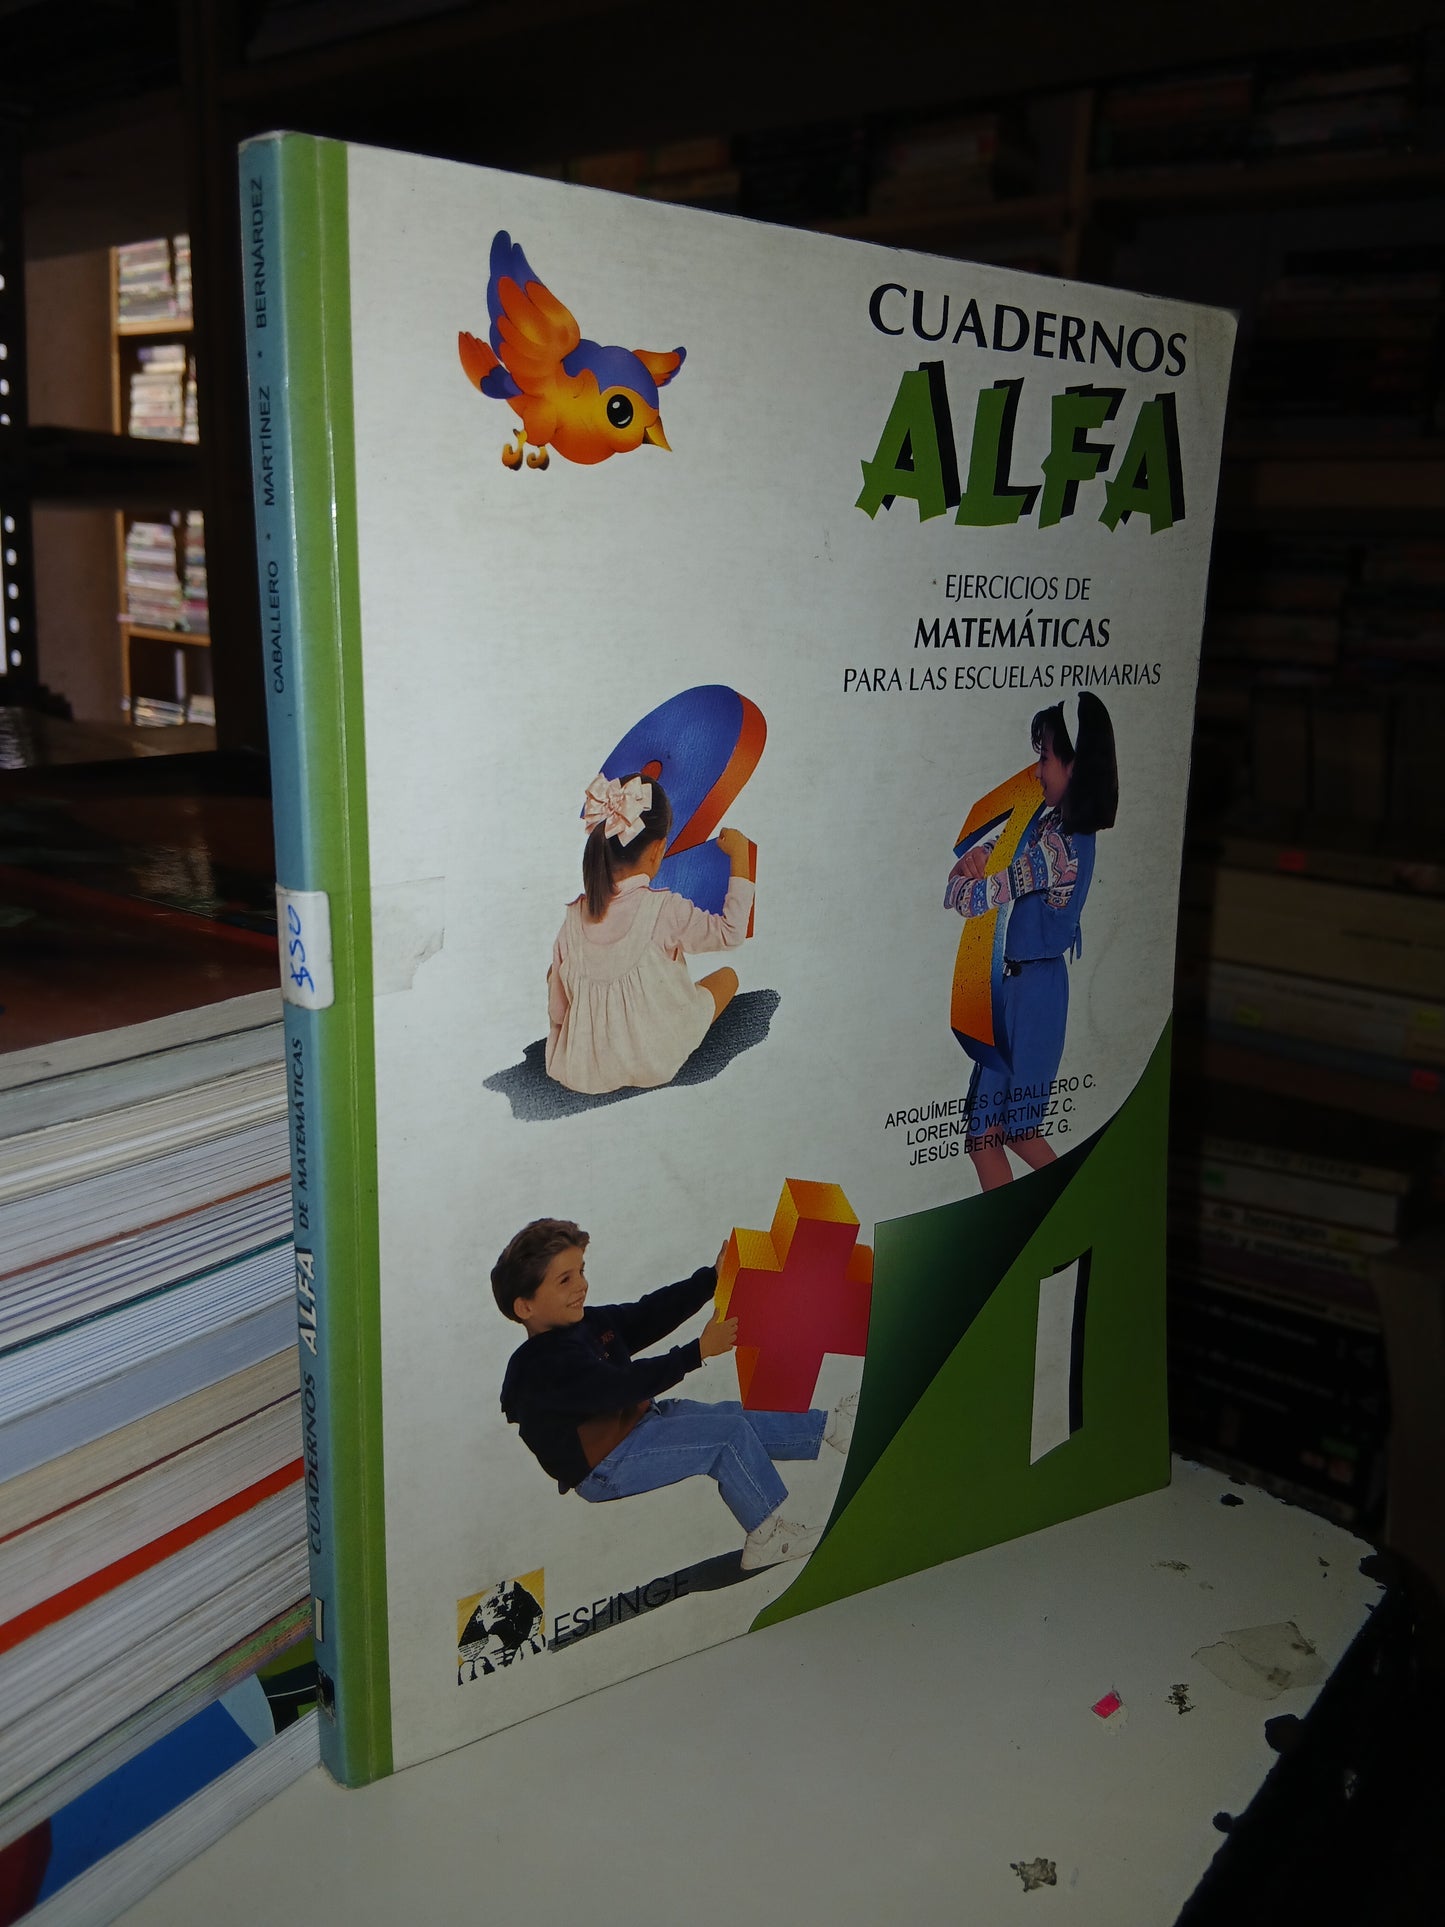 CUADERNOS
ALFA
EJERCICIOS DE
MATEMÁTICAS
PARA LAS ESCUELAS PRIMARIAS
ARQUÍMEDES CABALLERO C.
LORENZO MARTÍNEZ C.
JESÚS BERNÁRDEZ G.
1
ESFINGE
CABALLERO * MARTÍNEZ * BERNÁRDEZ
$50
1 CUADERNOS ALFA DE MATEMÁTICAS